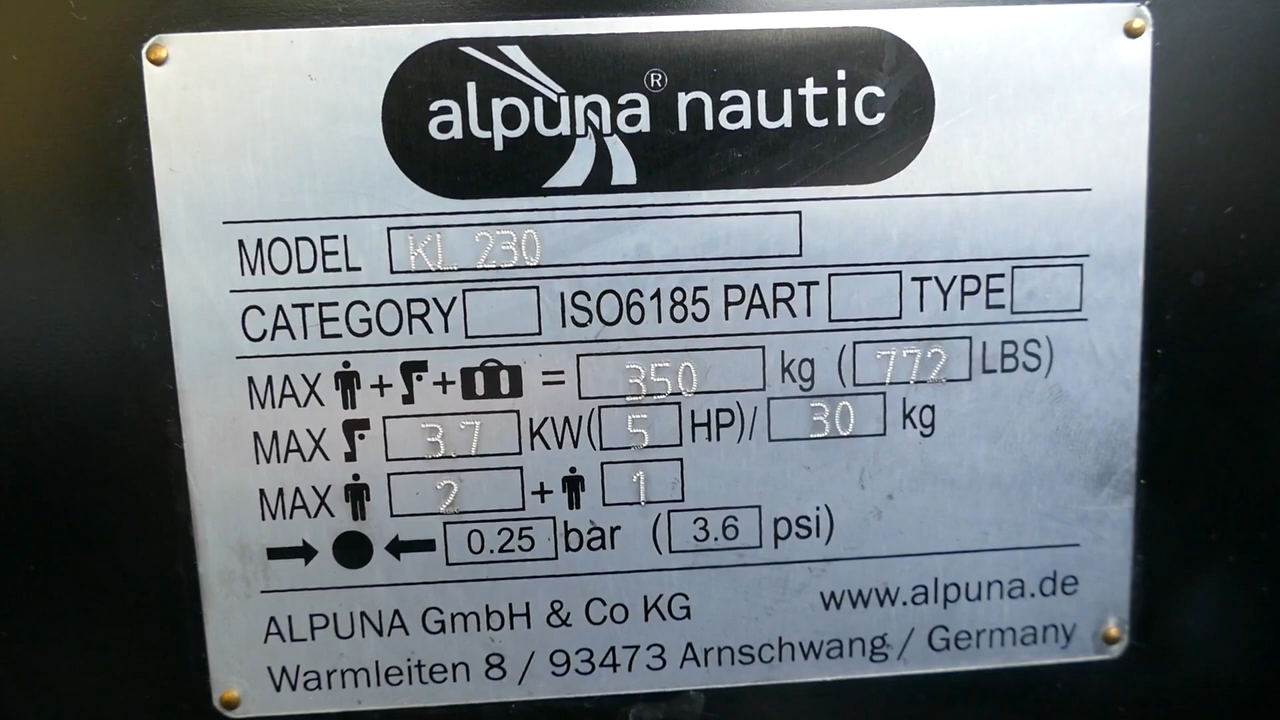 alpuna® nautic
MODEL KL 230
CATEGORY ISO6185 PART TYPE
MAX + + = 350 kg (772 LBS)
MAX 3.7 KW(5 HP)/ 30 kg
MAX 2 + 1
0.25 bar (3.6 psi)
ALPUNA GmbH & Co KG www.alpuna.de
Warmleiten 8 / 93473 Arnschwang / Germany